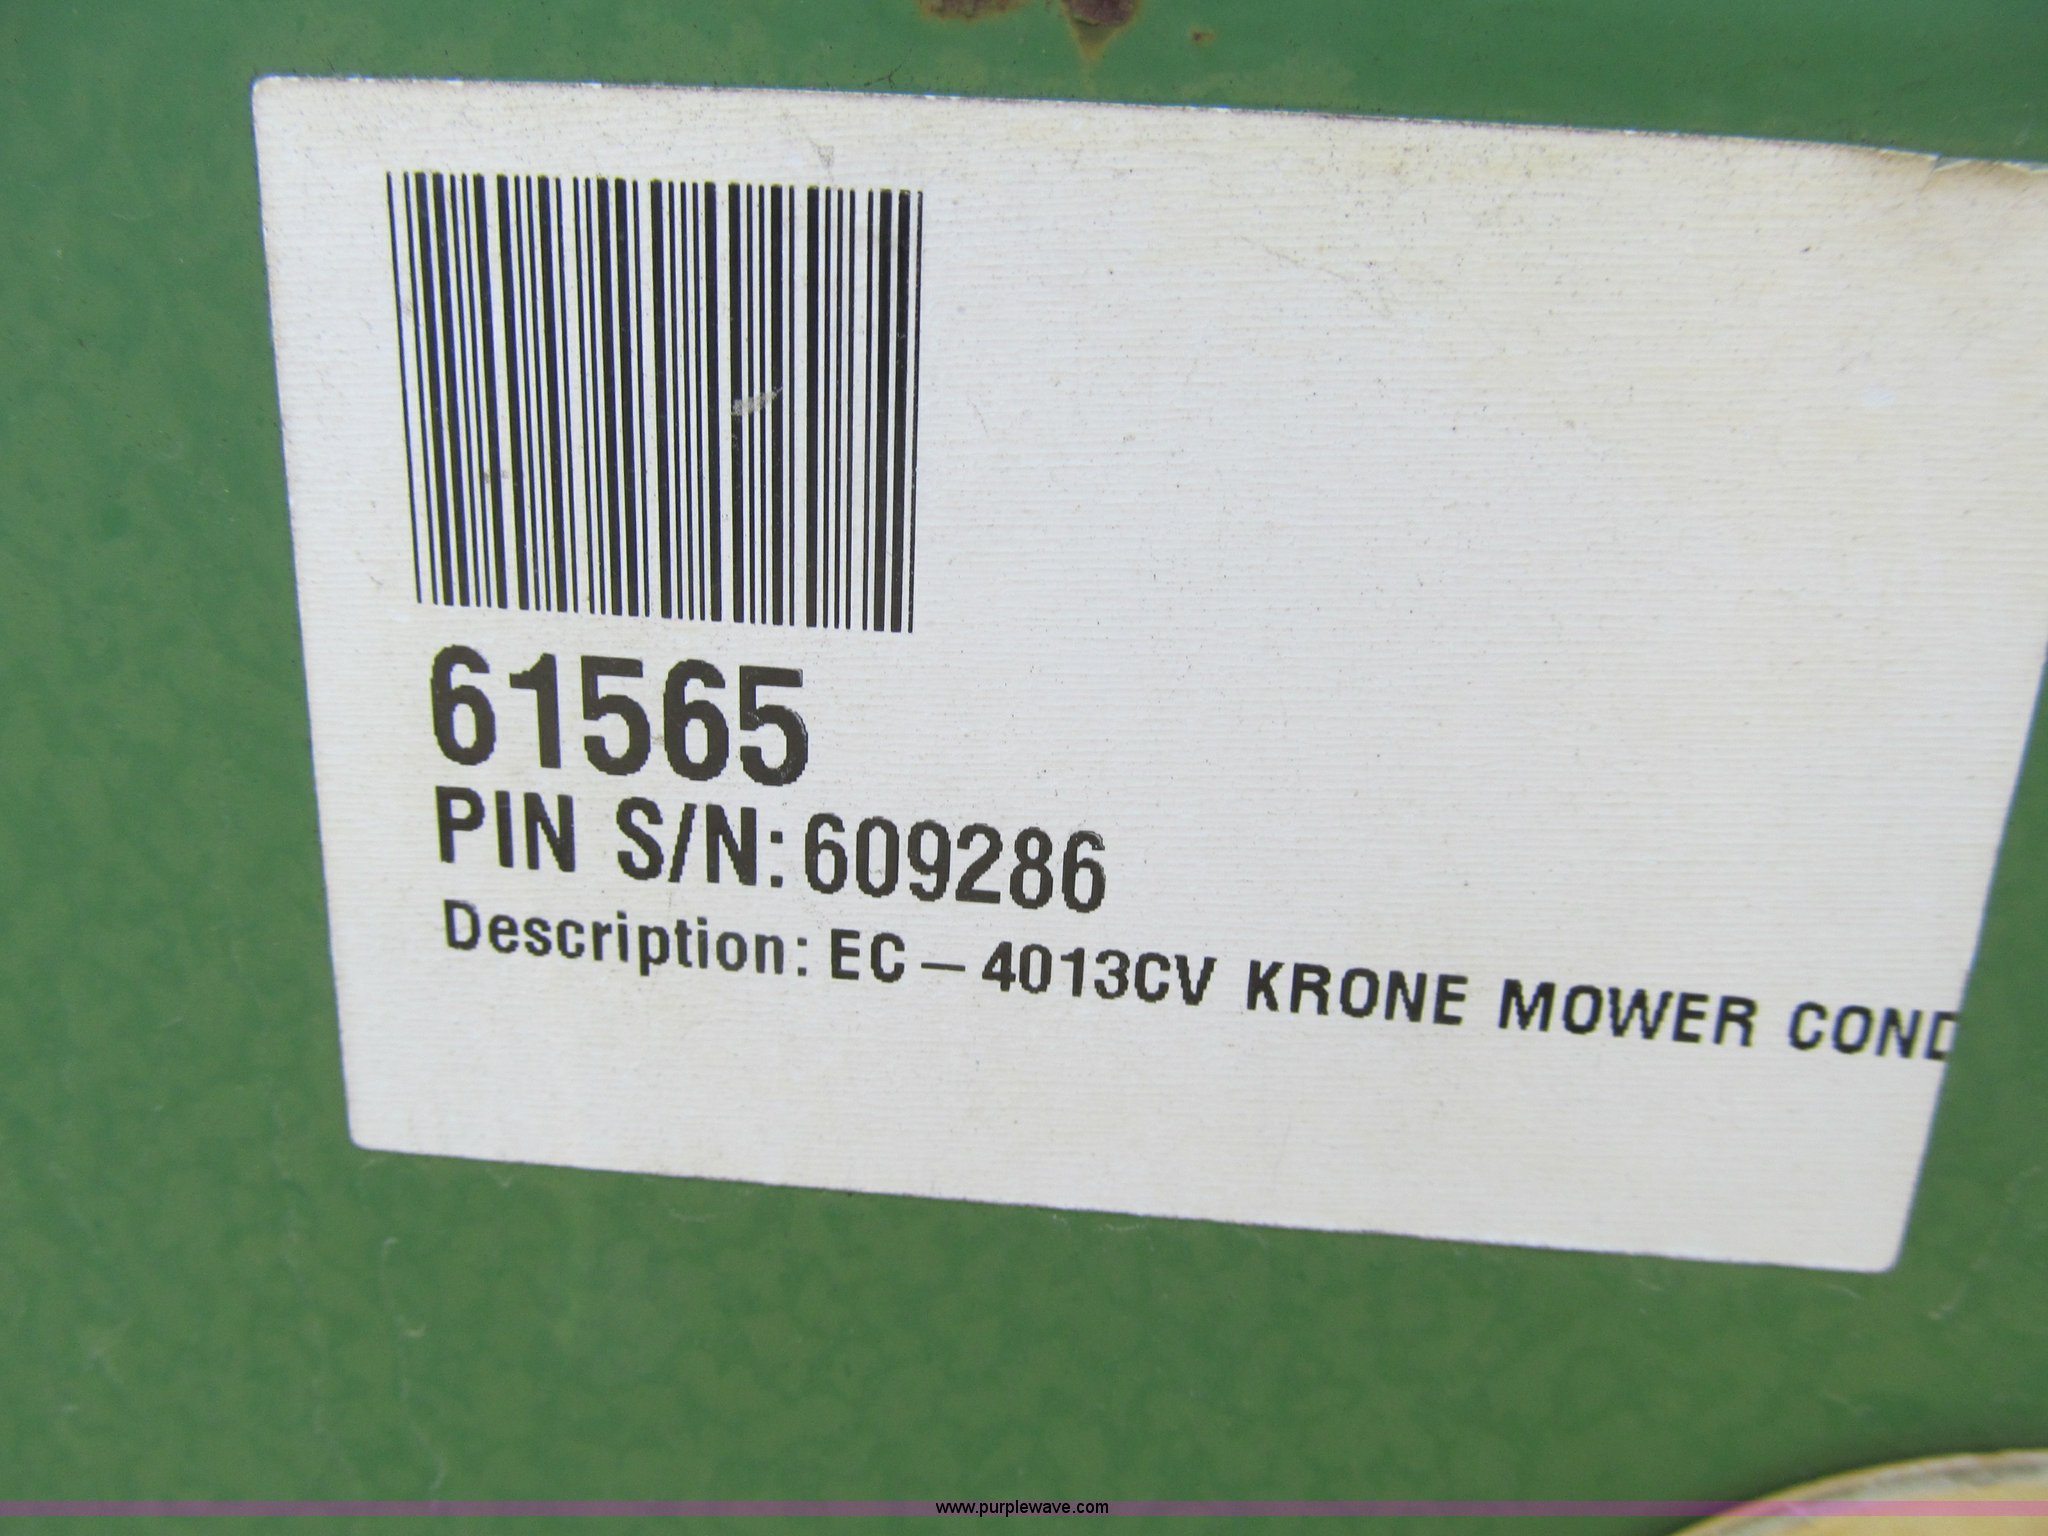 61565
PIN S/N: 609286
Description: EC-4013CV KRONE MOWER COND
www.purplewave.com